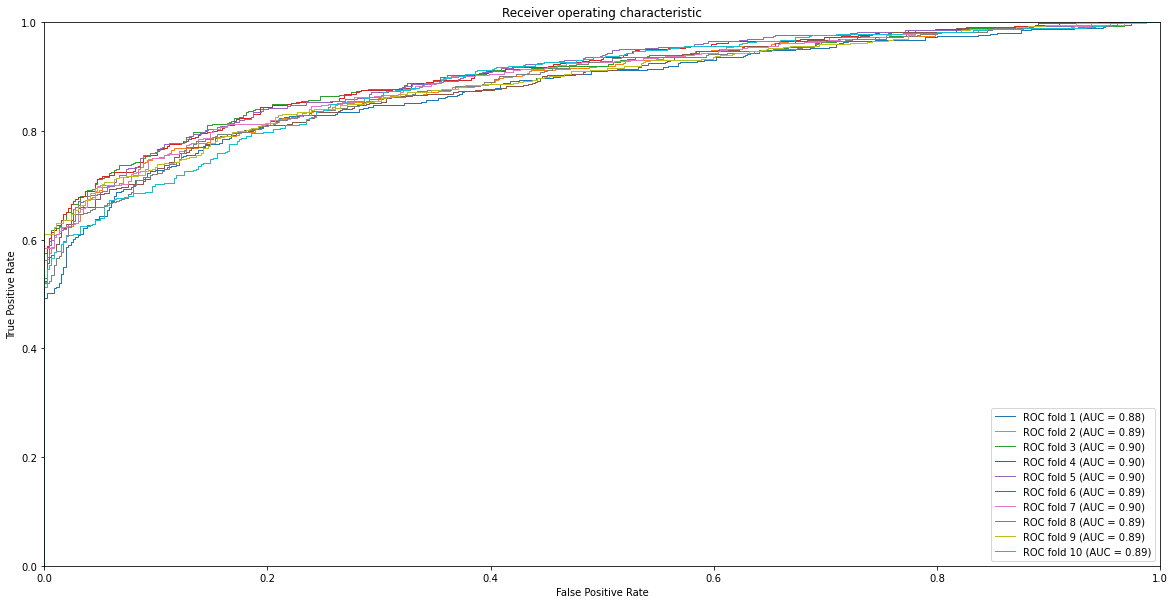 Receiver operating characteristic
1.0
0.8
0.6
0.4
0.2
0.0
True Positive Rate
0.0 0.2 0.4 0.6 0.8 1.0
False Positive Rate
ROC fold 1 (AUC = 0.88)
ROC fold 2 (AUC = 0.89)
ROC fold 3 (AUC = 0.90)
ROC fold 4 (AUC = 0.90)
ROC fold 5 (AUC = 0.90)
ROC fold 6 (AUC = 0.89)
ROC fold 7 (AUC = 0.90)
ROC fold 8 (AUC = 0.89)
ROC fold 9 (AUC = 0.89)
ROC fold 10 (AUC = 0.89)